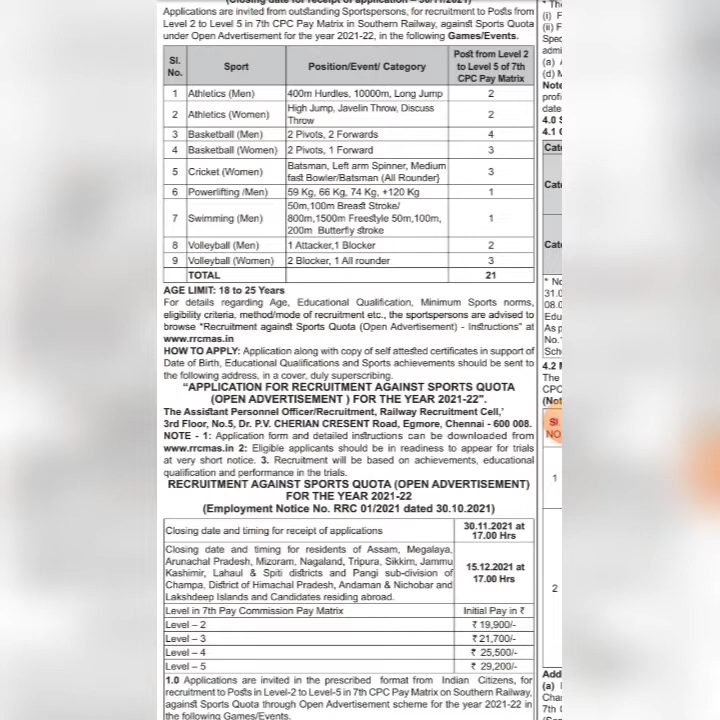 (Closing date for receipt of application – 30/11/2021)
Applications are invited from outstanding Sportspersons, for recruitment to Posts from
Level 2 to Level 5 in 7th CPC Pay Matrix in Southern Railway, against Sports Quota
under Open Advertisement for the year 2021-22, in the following Games/Events.
Sl. No. Sport Position/Event/ Category Post from Level 2 to Level 5 of 7th CPC Pay Matrix
1 Athletics (Men) 400m Hurdles, 10000m, Long Jump 2
2 Athletics (Women) High Jump, Javelin Throw, Discuss Throw 2
3 Basketball (Men) 2 Pivots, 2 Forwards 4
4 Basketball (Women) 2 Pivots, 1 Forward 3
5 Cricket (Women) Batsman, Left arm Spinner, Medium fast Bowler/Batsman (All Rounder} 3
6 Powerlifting /Men) 59 Kg, 66 Kg, 74 Kg, +120 Kg 1
7 Swimming (Men) 50m,100m Breast Stroke/ 800m,1500m Freestyle 50m,100m, 200m Butterfly stroke 1
8 Volleyball (Men) 1 Attacker,1 Blocker 2
9 Volleyball (Women) 2 Blocker, 1 All rounder 3
TOTAL 21
AGE LIMIT: 18 to 25 Years
For details regarding Age, Educational Qualification, Minimum Sports norms,
eligibility criteria, method/mode of recruitment etc., the sportspersons are advised to
browse "Recruitment against Sports Quota (Open Advertisement) - Instructions" at
www.rrcmas.in
HOW TO APPLY: Application along with copy of self attested certificates in support of
Date of Birth, Educational Qualifications and Sports achievements should be sent to
the following address, in a cover, duly superscribing.
"APPLICATION FOR RECRUITMENT AGAINST SPORTS QUOTA
(OPEN ADVERTISEMENT ) FOR THE YEAR 2021-22".
The Assistant Personnel Officer/Recruitment, Railway Recruitment Cell,'
3rd Floor, No.5, Dr. P.V. CHERIAN CRESENT Road, Egmore, Chennai - 600 008.
NOTE - 1: Application form and detailed instructions can be downloaded from
www.rrcmas.in 2: Eligible applicants should be in readiness to appear for trials
at very short notice. 3. Recruitment will be based on achievements, educational
qualification and performance in the trials.
RECRUITMENT AGAINST SPORTS QUOTA (OPEN ADVERTISEMENT)
FOR THE YEAR 2021-22
(Employment Notice No. RRC 01/2021 dated 30.10.2021)
Closing date and timing for receipt of applications 30.11.2021 at 17.00 Hrs
Closing date and timing for residents of Assam, Megalaya,
Arunachal Pradesh, Mizoram, Nagaland, Tripura, Sikkim, Jammu
Kashimir, Lahaul & Spiti districts and Pangi sub-division of
Champa, District of Himachal Pradesh, Andaman & Nichobar and
Lakshdeep Islands and Candidates residing abroad.
15.12.2021 at
17.00 Hrs
Level in 7th Pay Commission Pay Matrix Initial Pay in ₹
Level – 2 ₹ 19,900/-
Level – 3 ₹ 21,700/-
Level – 4 ₹ 25,500/-
Level – 5 ₹ 29,200/-
1.0 Applications are invited in the prescribed format from Indian Citizens, for
recruitment to Posts in Level-2 to Level-5 in 7th CPC Pay Matrix on Southern Railway,
against Sports Quota through Open Advertisement scheme for the year 2021-22 in
the following Games/Events.